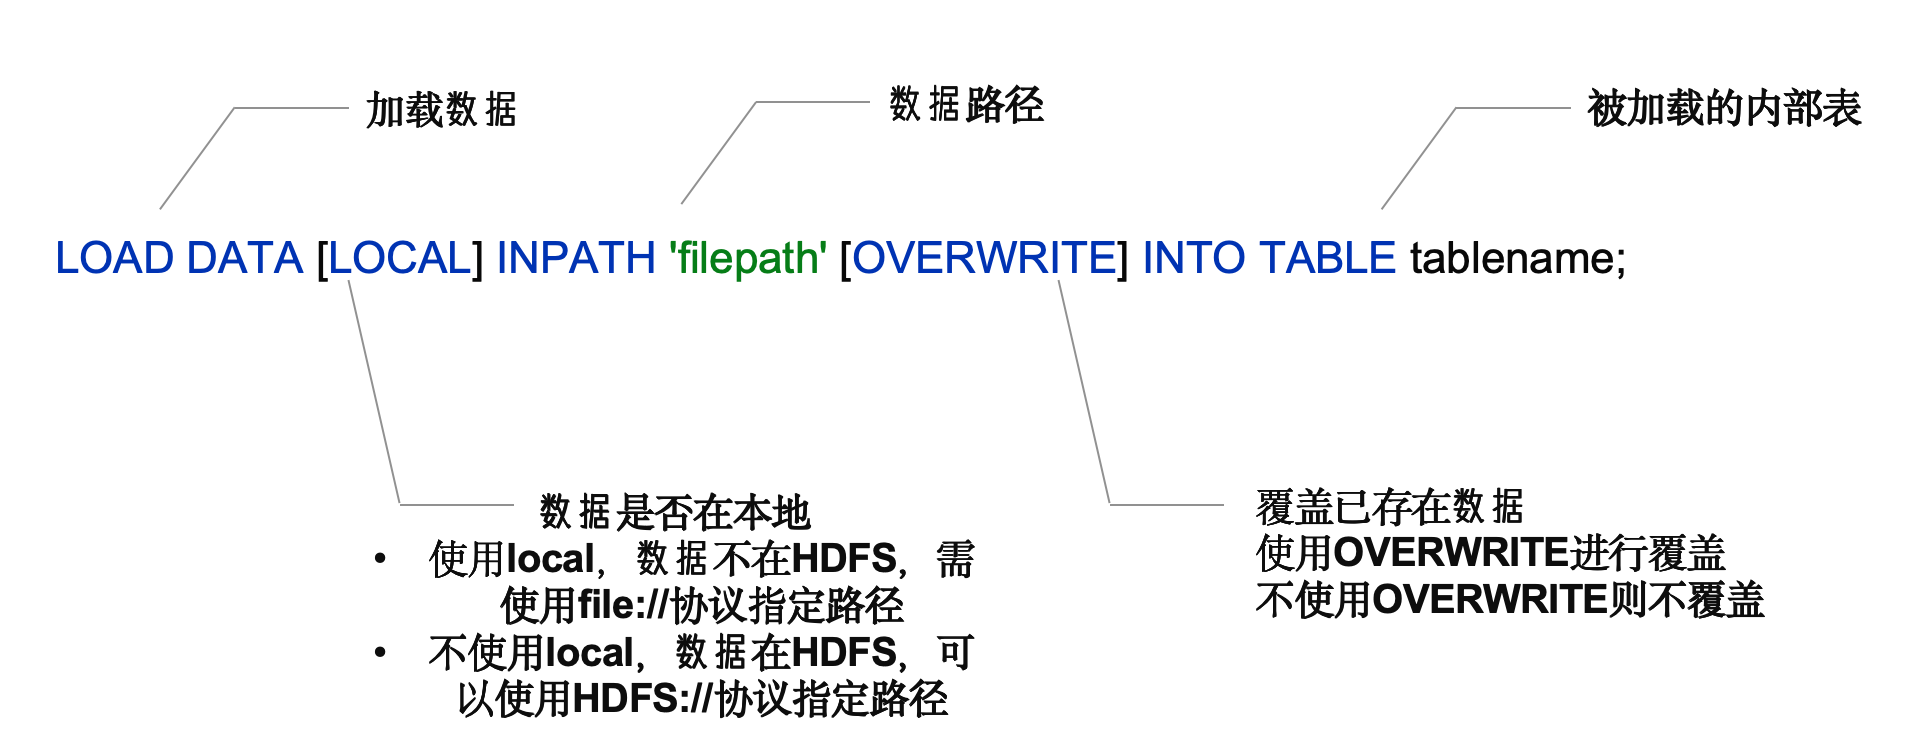 加载数据
数据路径
被加载的内部表
LOAD DATA [LOCAL] INPATH 'filepath' [OVERWRITE] INTO TABLE tablename;
数据是否在本地
• 使用local，数据不在HDFS，需
使用file://协议指定路径
• 不使用local，数据在HDFS，可
以使用HDFS://协议指定路径
覆盖已存在数据
使用OVERWRITE进行覆盖
不使用OVERWRITE则不覆盖